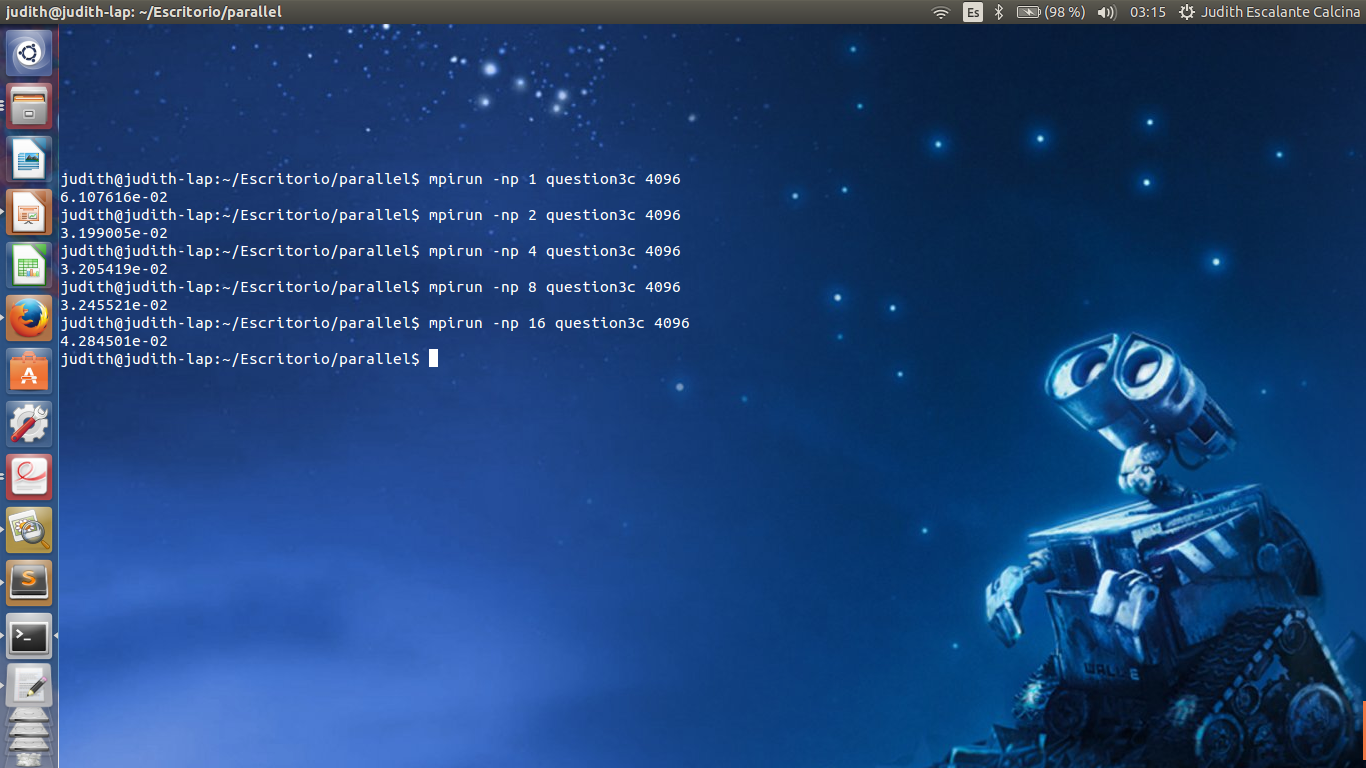 judith@judith-lap: ~/Escritorio/parallel
Es (98 %) 03:15 Judith Escalante Calcina
judith@judith-lap:~/Escritorio/parallel$ mpirun -np 1 question3c 4096
6.107616e-02
judith@judith-lap:~/Escritorio/parallel$ mpirun -np 2 question3c 4096
3.199005e-02
judith@judith-lap:~/Escritorio/parallel$ mpirun -np 4 question3c 4096
3.205419e-02
judith@judith-lap:~/Escritorio/parallel$ mpirun -np 8 question3c 4096
3.245521e-02
judith@judith-lap:~/Escritorio/parallel$ mpirun -np 16 question3c 4096
4.284501e-02
judith@judith-lap:~/Escritorio/parallel$
WALL·E